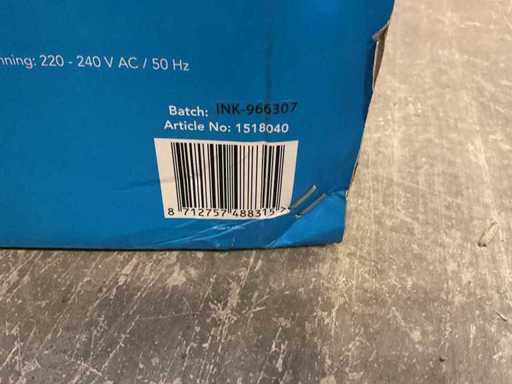 nning: 220 - 240 V AC / 50 Hz
Batch: INK-966307
Article No: 1518040
8 712757 488315